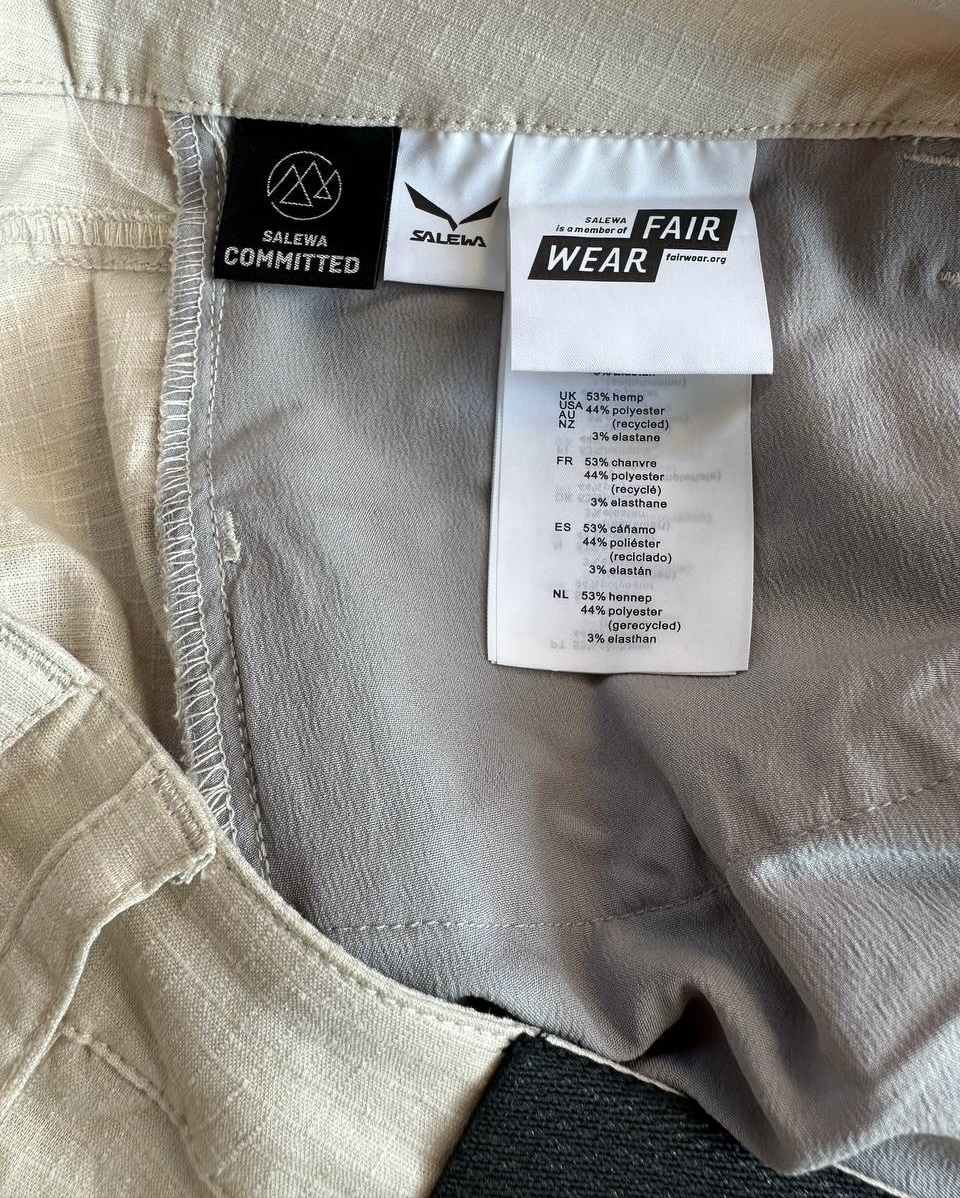 SALEWA
COMMITTED
SALEWA
SALEWA
is a member of
FAIR
WEAR
fairwear.org
3% elastan
UK 53% hemp
USA 44% polyester
AU (recycled)
NZ 3% elastane
FR 53% chanvre
44% polyester
(recyclé)
3% elasthane
ES 53% cáñamo
44% poliéster
(reciclado)
3% elastán
NL 53% hennep
44% polyester
(gerecycled)
3% elasthan